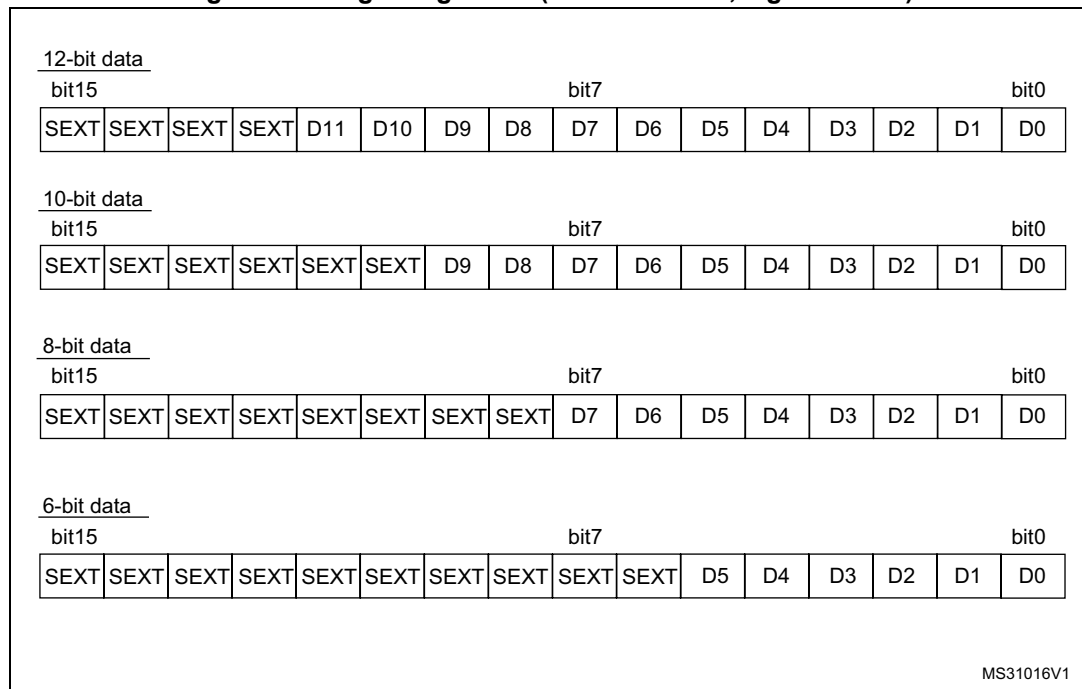 12-bit data
bit15 bit7 bit0
SEXT SEXT SEXT SEXT D11 D10 D9 D8 D7 D6 D5 D4 D3 D2 D1 D0
10-bit data
bit15 bit7 bit0
SEXT SEXT SEXT SEXT SEXT SEXT D9 D8 D7 D6 D5 D4 D3 D2 D1 D0
8-bit data
bit15 bit7 bit0
SEXT SEXT SEXT SEXT SEXT SEXT SEXT SEXT D7 D6 D5 D4 D3 D2 D1 D0
6-bit data
bit15 bit7 bit0
SEXT SEXT SEXT SEXT SEXT SEXT SEXT SEXT SEXT SEXT D5 D4 D3 D2 D1 D0
MS31016V1